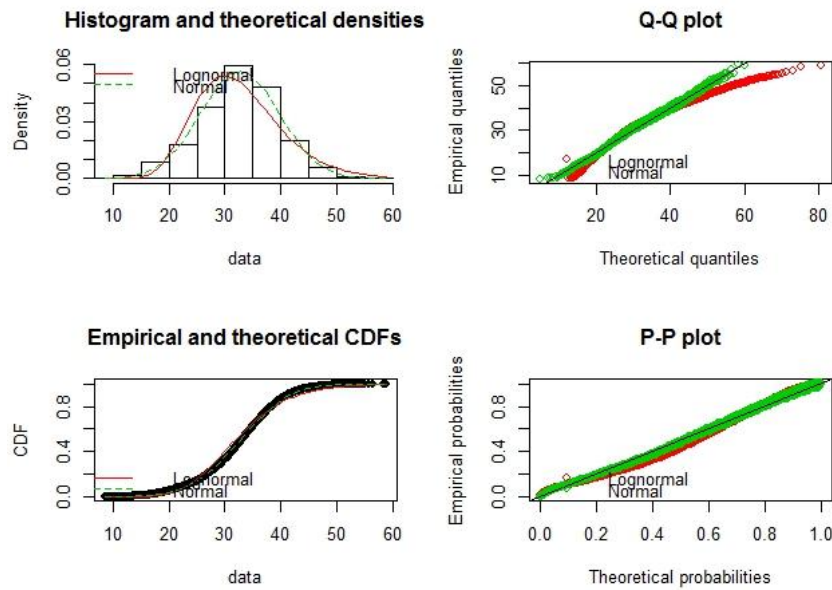 Histogram and theoretical densities
Density
0.00
0.03
0.06
Lognormal
Normal
10 20 30 40 50 60
data
Q-Q plot
Empirical quantiles
10
30
50
Lognormal
Normal
20 40 60 80
Theoretical quantiles
Empirical and theoretical CDFs
CDF
0.0
0.4
0.8
Lognormal
Normal
10 20 30 40 50 60
data
P-P plot
Empirical probabilities
0.0
0.4
0.8
Lognormal
Normal
0.0 0.2 0.4 0.6 0.8 1.0
Theoretical probabilities